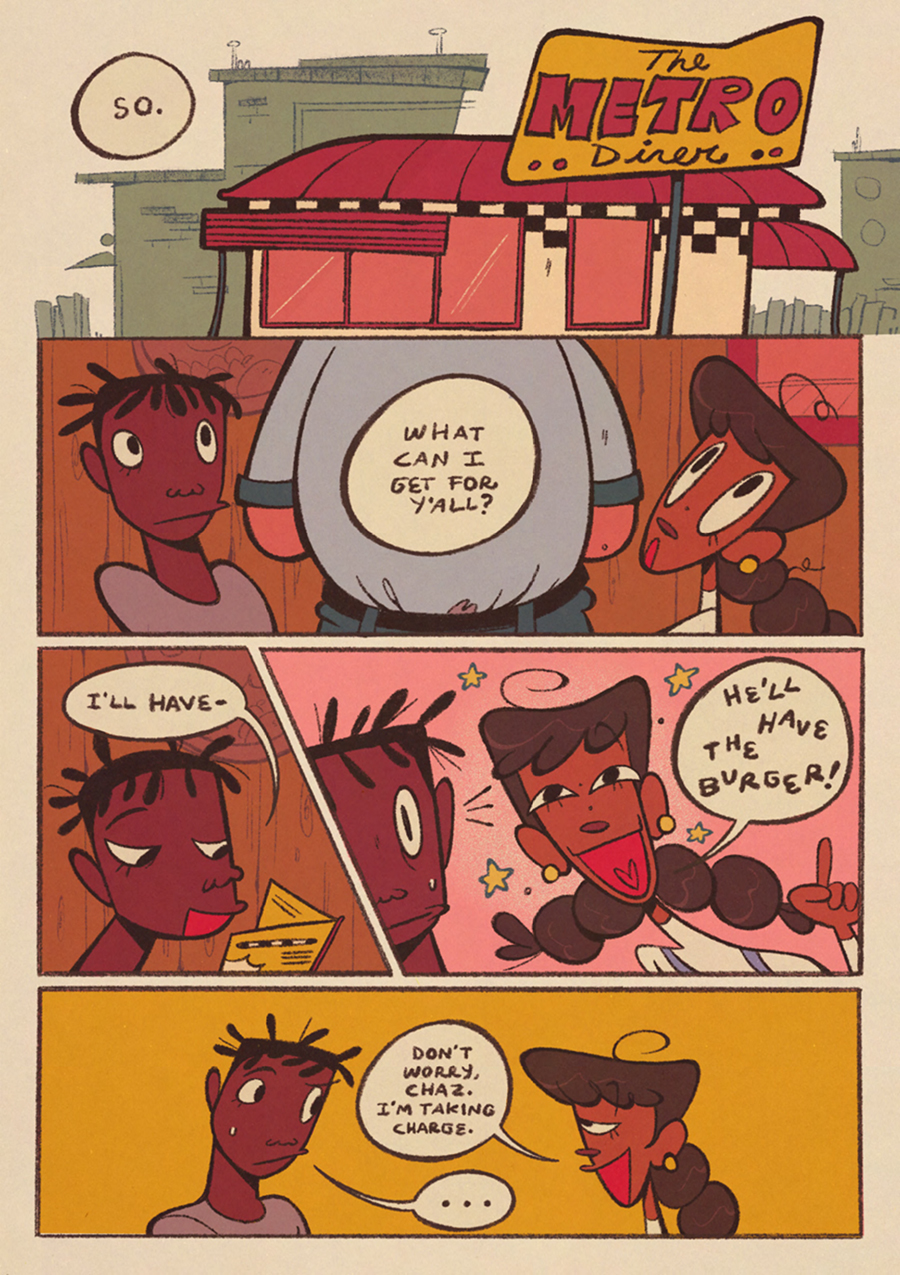 SO.
The
METRO
Diner
WHAT
CAN I
GET FOR
Y'ALL?
I'LL HAVE-
HE'LL
HAVE
THE
BURGER!
DON'T
WORRY,
CHAZ.
I'M TAKING
CHARGE.
...